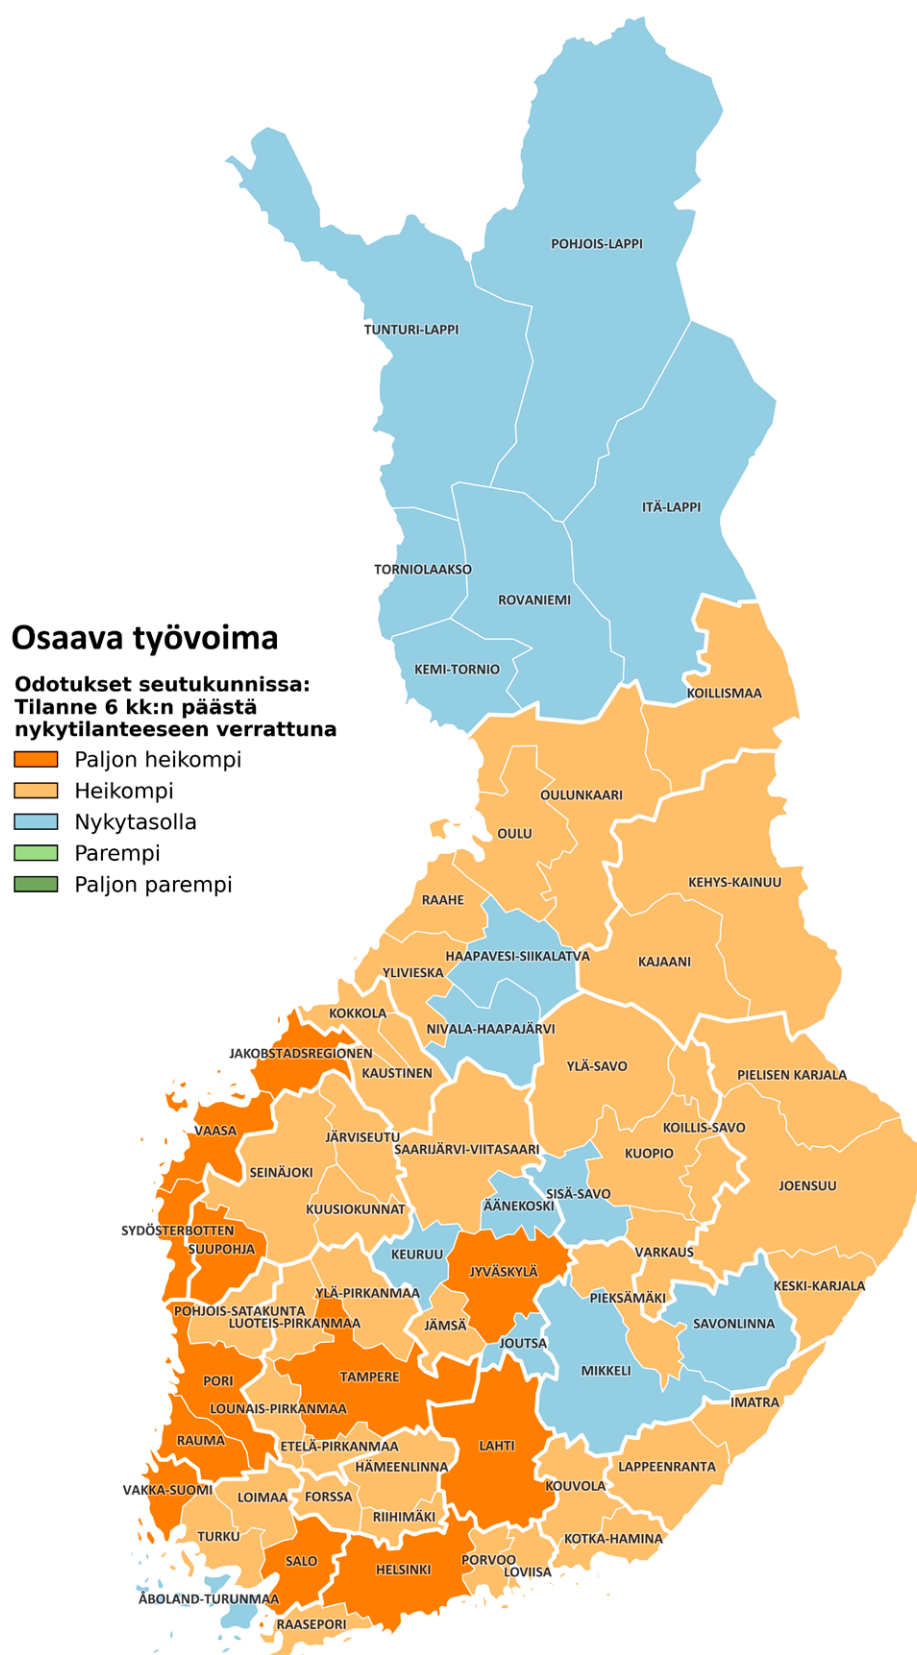 POHJOIS-LAPPI
TUNTURI-LAPPI
ITÄ-LAPPI
TORNIOLAAKSO
ROVANIEMI
KEMI-TORNIO
KOILLISMAA
Osaava työvoima
Odotukset seutukunnissa:
Tilanne 6 kk:n päästä
nykytilanteeseen verrattuna
Paljon heikompi
Heikompi
Nykytasolla
Parempi
Paljon parempi
OULUNKAARI
OULU
KEHYS-KAINUU
RAAHE
HAAPAVESI-SIIKALATVA
KAJAANI
YLIVIESKA
KOKKOLA
NIVALA-HAAPAJÄRVI
JAKOBSTADSREGIONEN
KAUSTINEN
YLÄ-SAVO
PIELISEN KARJALA
VAASA
JÄRVISEUTU
KOILLIS-SAVO
SAARIJÄRVI-VIITASAARI
KUOPIO
SEINÄJOKI
JOENSUU
SISÄ-SAVO
ÄÄNEKOSKI
KUUSIOKUNNAT
SYDÖSTERBOTTEN
SUUPOHJA
KEURUU
VARKAUS
JYVÄSKYLÄ
KESKI-KARJALA
YLÄ-PIRKANMAA
PIEKSÄMÄKI
POHJOIS-SATAKUNTA
LUOTEIS-PIRKANMAA
JÄMSÄ
SAVONLINNA
JOUTSA
MIKKELI
TAMPERE
PORI
IMATRA
LOUNAIS-PIRKANMAA
RAUMA
ETELÄ-PIRKANMAA
LAHTI
HÄMEENLINNA
LAPPEENRANTA
KOUVOLA
VAKKA-SUOMI
LOIMAA
FORSSA
RIIHIMÄKI
TURKU
KOTKA-HAMINA
SALO
PORVOO
HELSINKI
LOVIISA
ÅBOLAND-TURUNMAA
RAASEPORI